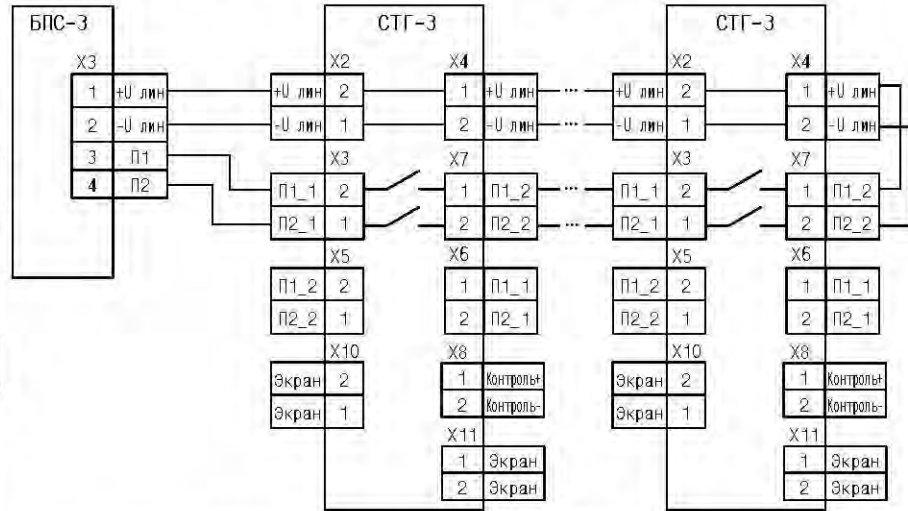 БПС-3
X3
1 +U лин
2 -U лин
3 П1
4 П2
СТГ-3
X2 X4
+U лин 2 1 +U лин ...
-U лин 1 2 -U лин ...
X3 X7
П1_1 2 1 П1_2 ...
П2_1 1 2 П2_2 ...
X5 X6
П1_2 2 1 П1_1
П2_2 1 2 П2_1
X10 X8
Экран 2 1 Контроль+
Экран 1 2 Контроль-
X11
1 Экран
2 Экран
СТГ-3
X2 X4
+U лин 2 1 +U лин
-U лин 1 2 -U лин
X3 X7
П1_1 2 1 П1_2
П2_1 1 2 П2_2
X5 X6
П1_2 2 1 П1_1
П2_2 1 2 П2_1
X10 X8
Экран 2 1 Контроль+
Экран 1 2 Контроль-
X11
1 Экран
2 Экран